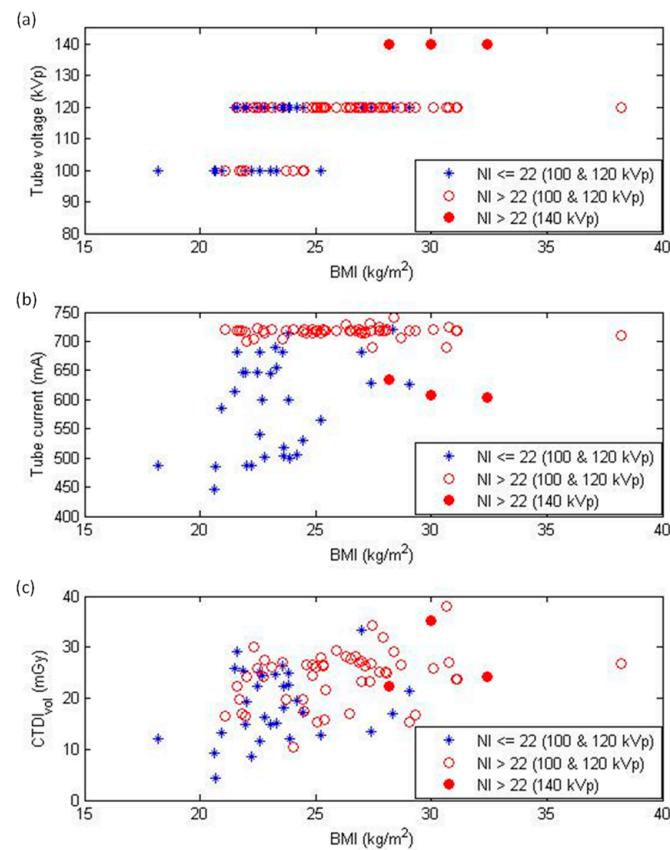 (a)
Tube voltage (kVp)
140
130
120
110
100
90
80
NI <= 22 (100 & 120 kVp)
NI > 22 (100 & 120 kVp)
NI > 22 (140 kVp)
15 20 25 30 35 40
BMI (kg/m²)
(b)
Tube current (mA)
750
700
650
600
550
500
450
400
NI <= 22 (100 & 120 kVp)
NI > 22 (100 & 120 kVp)
NI > 22 (140 kVp)
15 20 25 30 35 40
BMI (kg/m²)
(c)
CTDIvol (mGy)
40
30
20
10
0
NI <= 22 (100 & 120 kVp)
NI > 22 (100 & 120 kVp)
NI > 22 (140 kVp)
15 20 25 30 35 40
BMI (kg/m²)